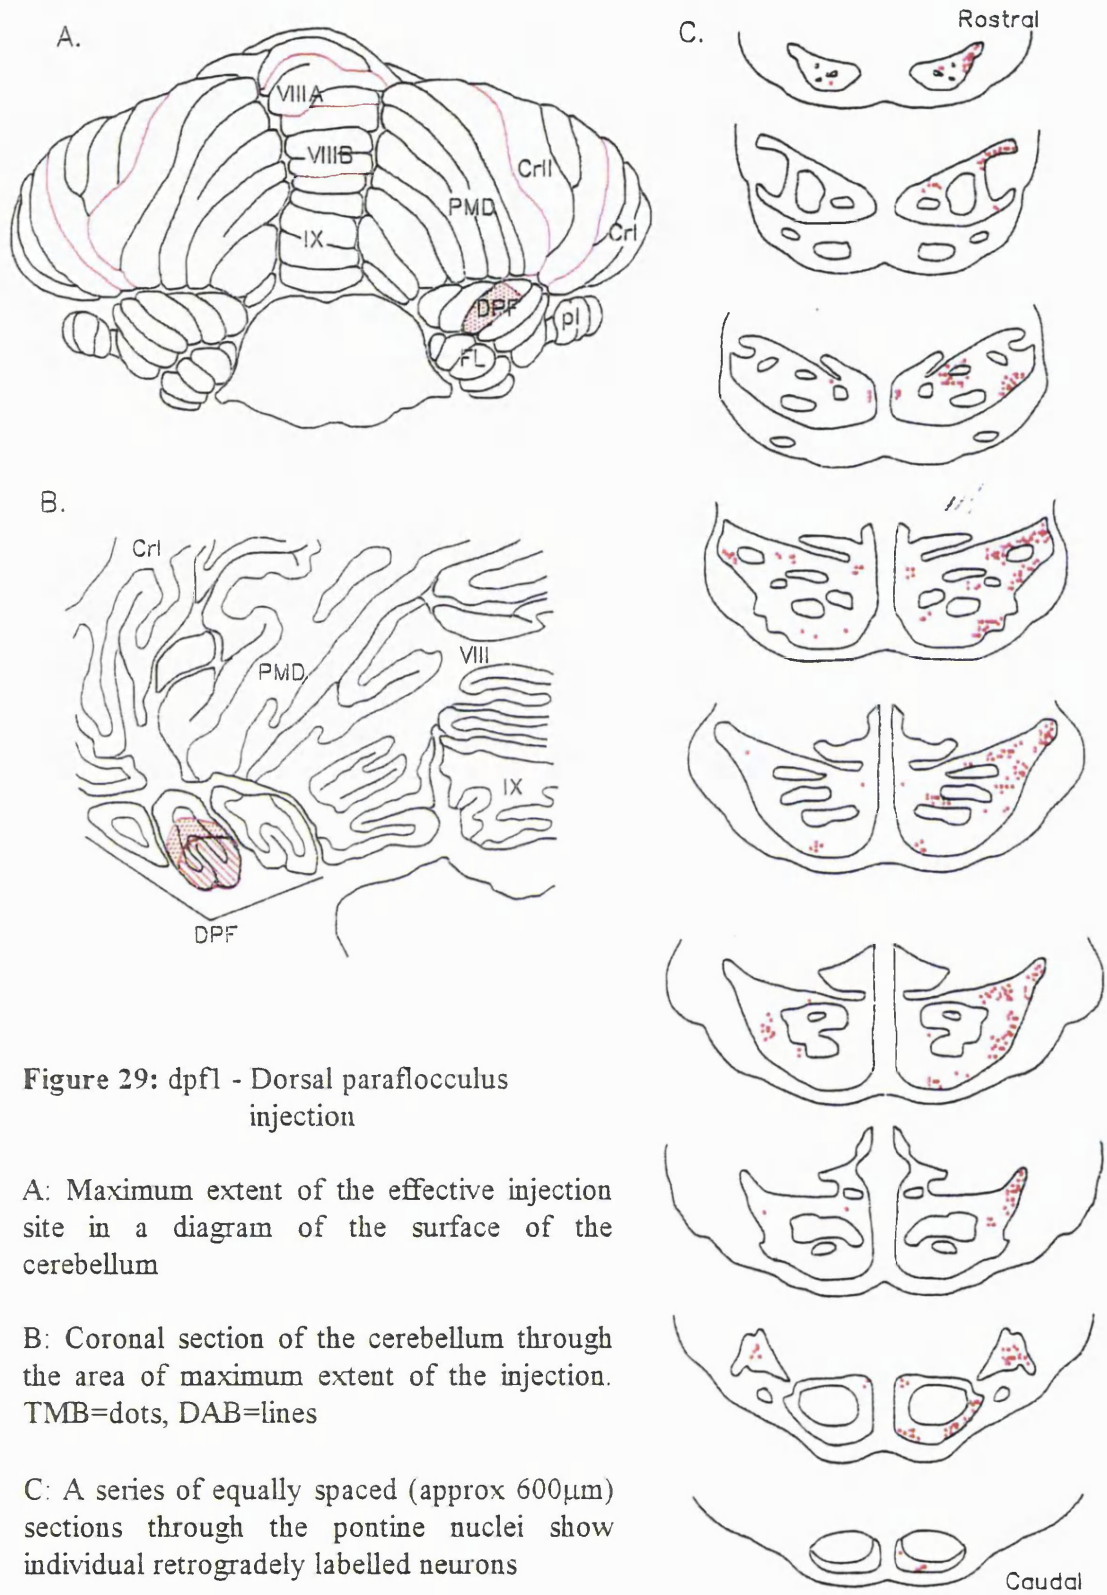 A.
VIIIA
VIIIB
IX
PMD
CrII
CrI
DPF
pl
FL
B.
CrI
PMD
VIII
IX
DPF
C.
Rostral
Caudal
Figure 29: dpf1 - Dorsal paraflocculus
injection
A: Maximum extent of the effective injection
site in a diagram of the surface of the
cerebellum
B: Coronal section of the cerebellum through
the area of maximum extent of the injection.
TMB=dots, DAB=lines
C: A series of equally spaced (approx 600μm)
sections through the pontine nuclei show
individual retrogradely labelled neurons